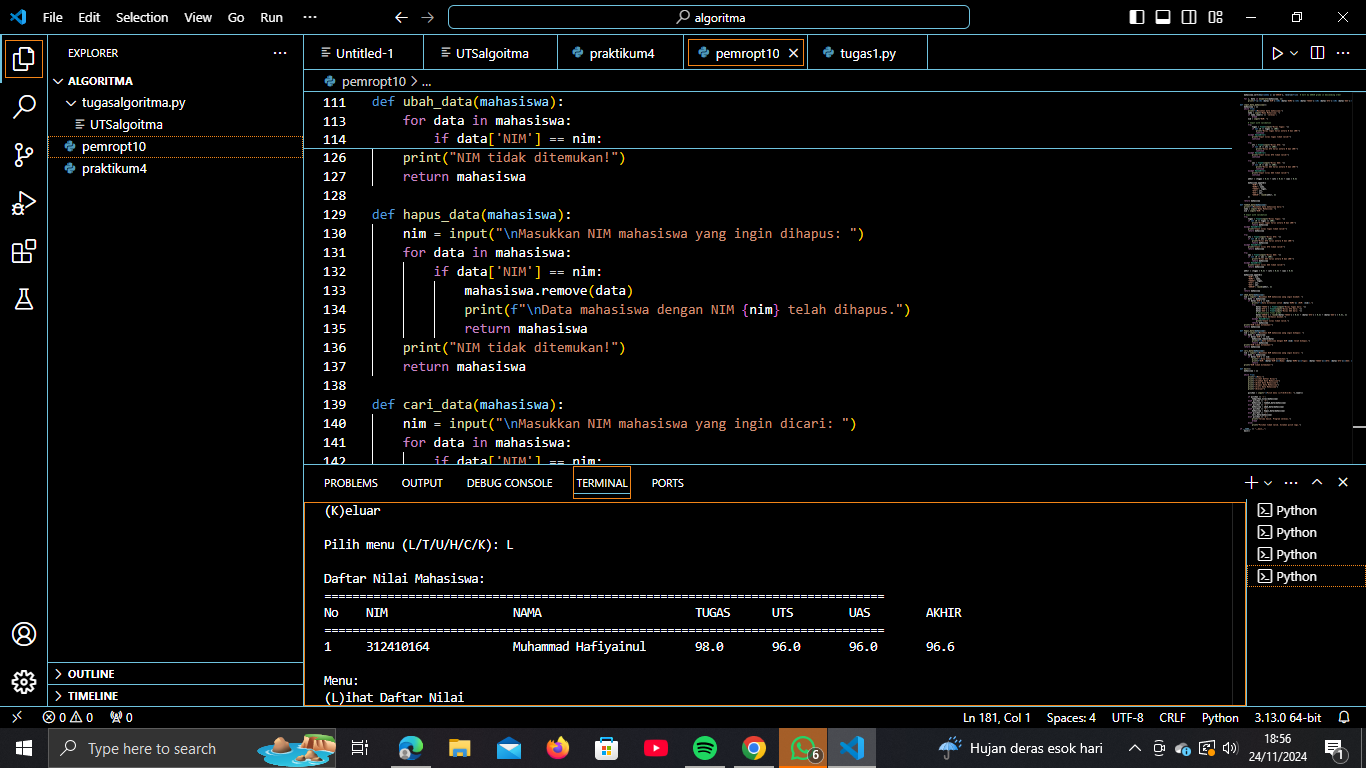 File Edit Selection View Go Run ··· algoritma
EXPLORER ···
ALGORITMA
tugasalgoritma.py
UTSalgoitma
pemropt10
praktikum4
OUTLINE
TIMELINE
Untitled-1 UTSalgoitma praktikum4 pemropt10 tugas1.py
pemropt10 > ...
111 def ubah_data(mahasiswa):
113 for data in mahasiswa:
114 if data['NIM'] == nim:
126 print("NIM tidak ditemukan!")
127 return mahasiswa
128
129 def hapus_data(mahasiswa):
130 nim = input("\nMasukkan NIM mahasiswa yang ingin dihapus: ")
131 for data in mahasiswa:
132 if data['NIM'] == nim:
133 mahasiswa.remove(data)
134 print(f"\nData mahasiswa dengan NIM {nim} telah dihapus.")
135 return mahasiswa
136 print("NIM tidak ditemukan!")
137 return mahasiswa
138
139 def cari_data(mahasiswa):
140 nim = input("\nMasukkan NIM mahasiswa yang ingin dicari: ")
141 for data in mahasiswa:
142 if data['NIM'] == nim:
PROBLEMS OUTPUT DEBUG CONSOLE TERMINAL PORTS
(K)eluar
Pilih menu (L/T/U/H/C/K): L
Daftar Nilai Mahasiswa:
================================================================================
No NIM NAMA TUGAS UTS UAS AKHIR
================================================================================
1 312410164 Muhammad Hafiyainul 98.0 96.0 96.0 96.6
Menu:
(L)ihat Daftar Nilai
Python
Python
Python
Python
0 0 0 Ln 181, Col 1 Spaces: 4 UTF-8 CRLF Python 3.13.0 64-bit
Type here to search 6 Hujan deras esok hari 18:56
24/11/2024 1